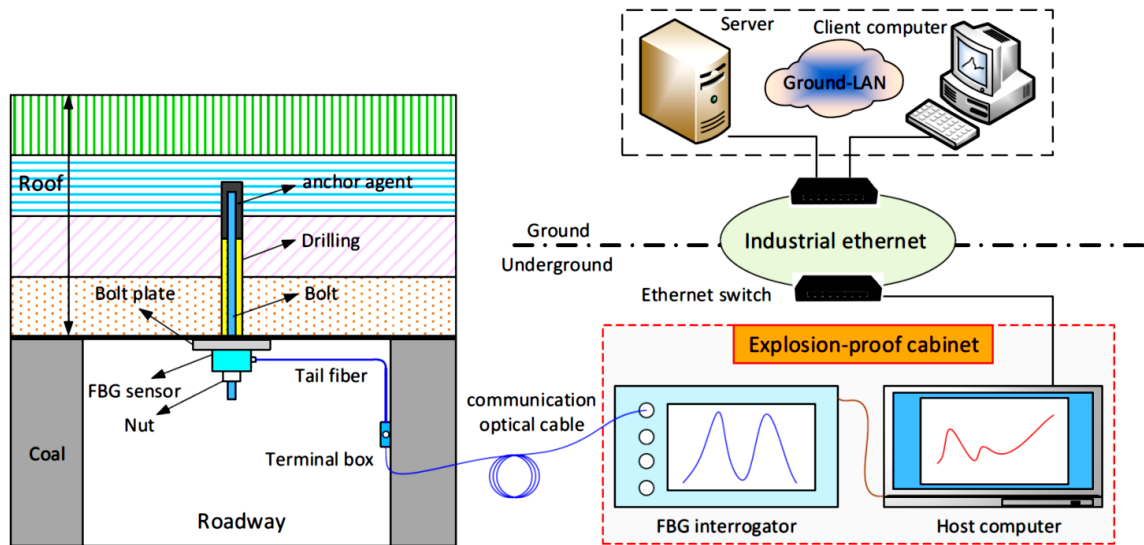 Roof
anchor agent
Drilling
Bolt plate
Bolt
FBG sensor
Nut
Tail fiber
Terminal box
Coal
Roadway
communication
optical cable
Server
Client computer
Ground-LAN
Ground
Underground
Industrial ethernet
Ethernet switch
Explosion-proof cabinet
FBG interrogator
Host computer